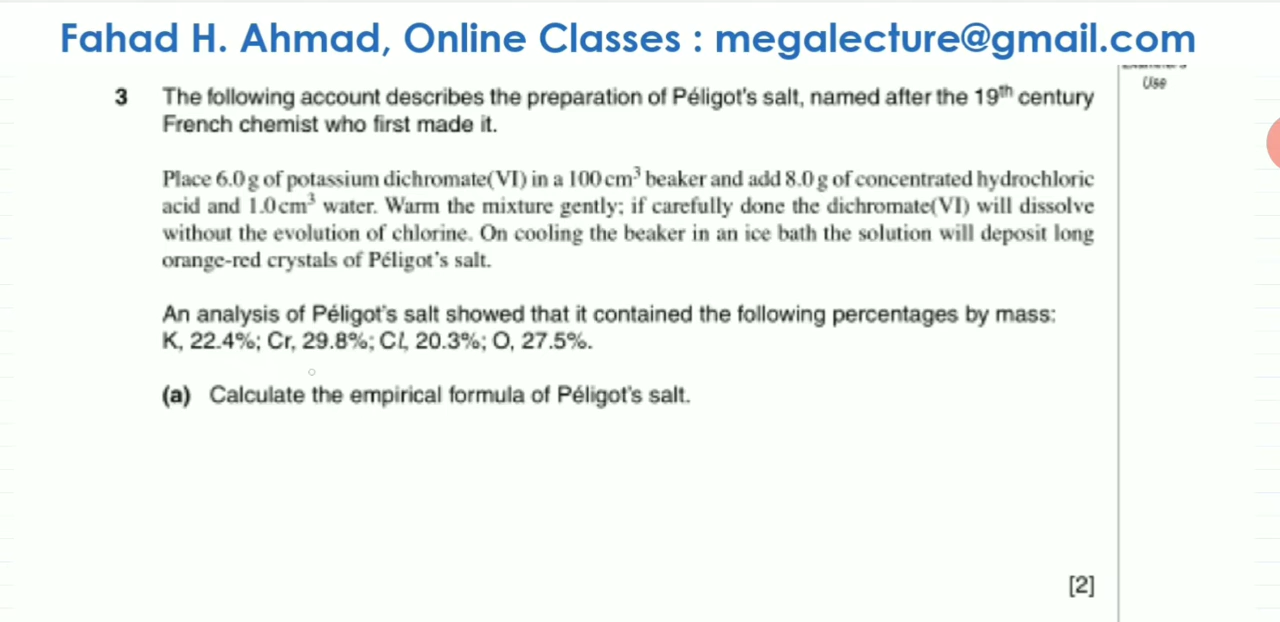 Fahad H. Ahmad, Online Classes : megalecture@gmail.com
Use
3 The following account describes the preparation of Péligot's salt, named after the 19th century
French chemist who first made it.
Place 6.0 g of potassium dichromate(VI) in a 100 cm³ beaker and add 8.0 g of concentrated hydrochloric
acid and 1.0 cm³ water. Warm the mixture gently; if carefully done the dichromate(VI) will dissolve
without the evolution of chlorine. On cooling the beaker in an ice bath the solution will deposit long
orange-red crystals of Péligot's salt.
An analysis of Péligot's salt showed that it contained the following percentages by mass:
K, 22.4%; Cr, 29.8%; Cl, 20.3%; O, 27.5%.
(a) Calculate the empirical formula of Péligot's salt.
[2]